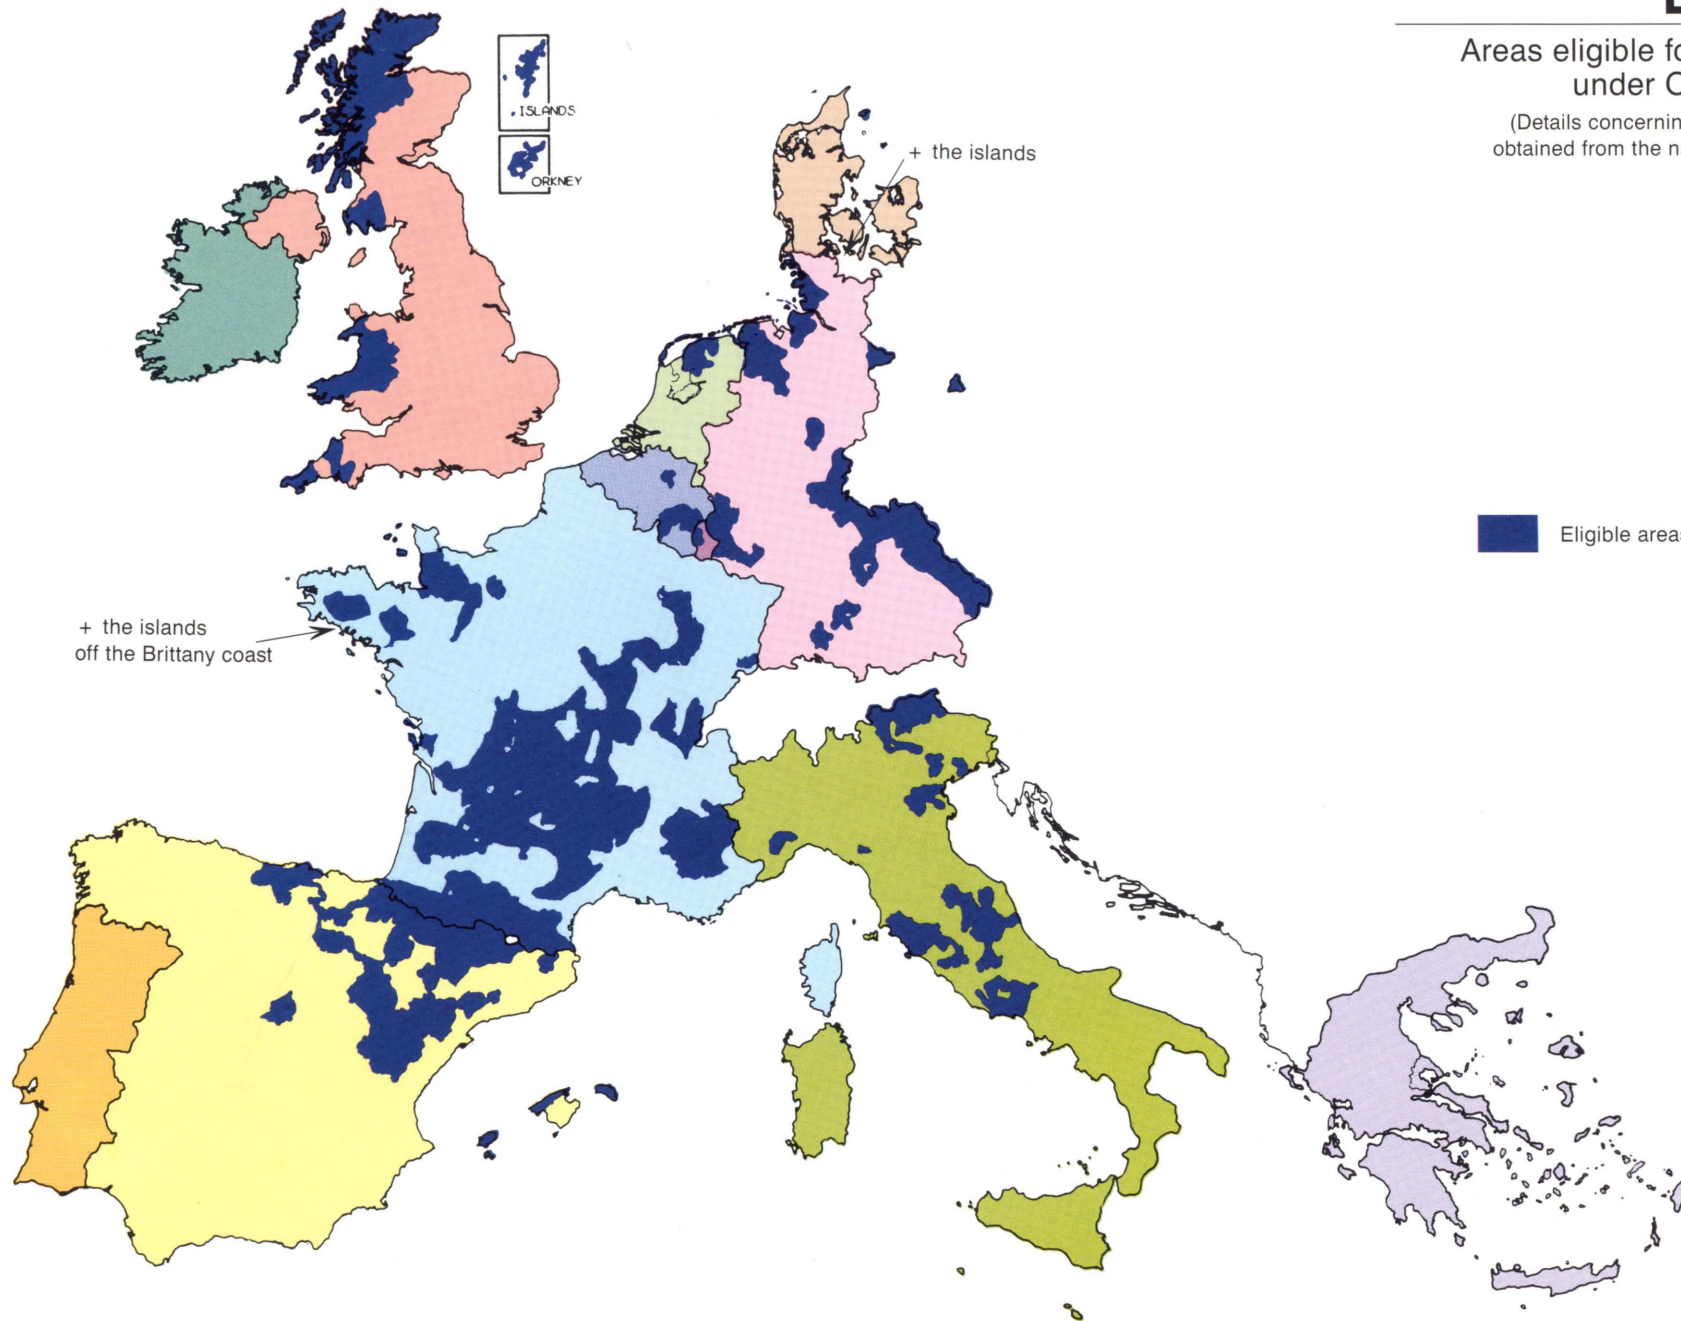 Areas eligible fo
under C
(Details concernin
obtained from the n
ISLANDS
ORKNEY
+ the islands
Eligible areas
+ the islands
off the Brittany coast